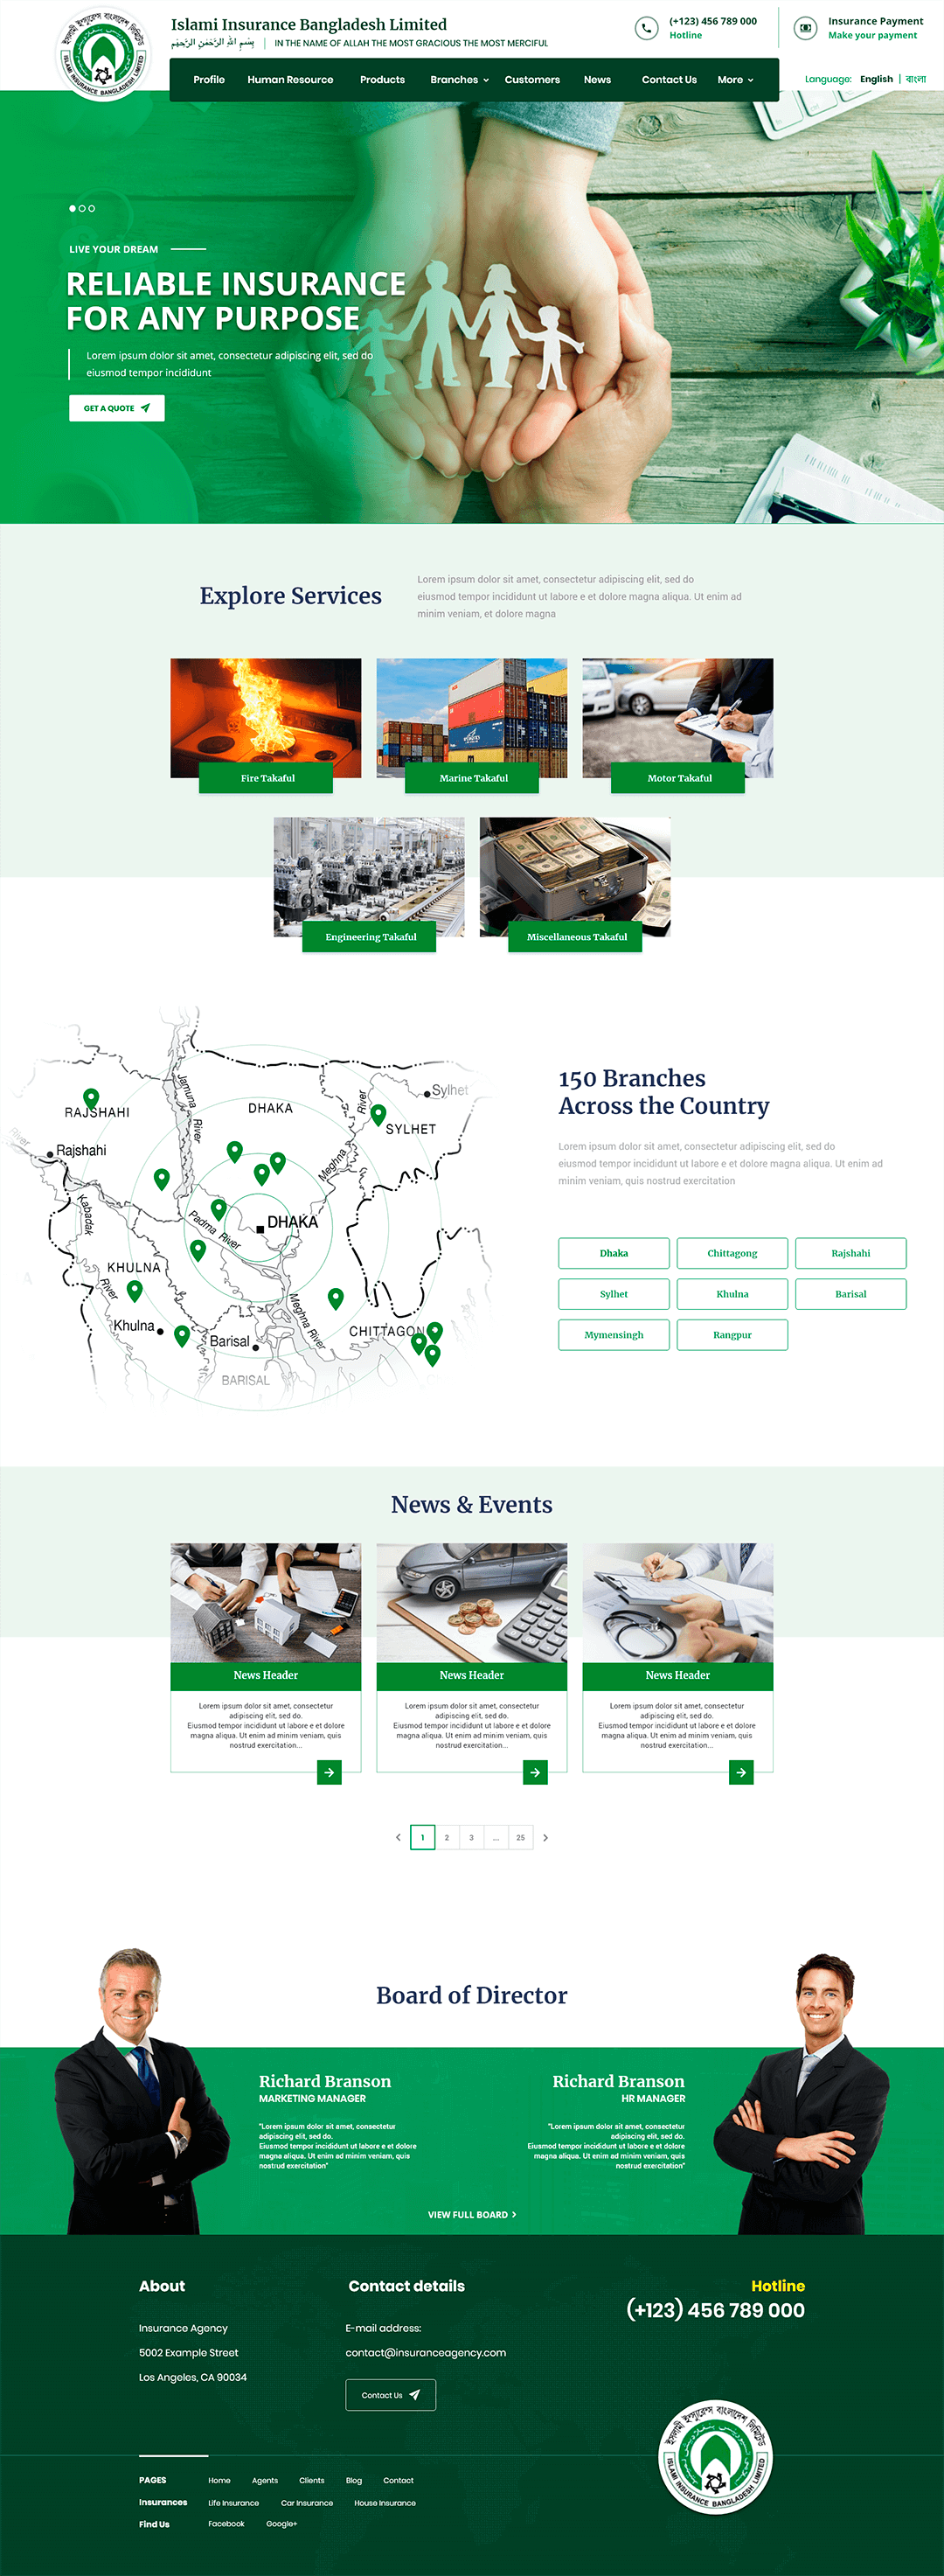 ইসলামী ইন্স্যুরেন্স বাংলাদেশ লিমিটেড
ISLAMI INSURANCE BANGLADESH LIMITED
Islami Insurance Bangladesh Limited
بِسْمِ اللهِ الرَّحْمٰنِ الرَّحِيْمِ | IN THE NAME OF ALLAH THE MOST GRACIOUS THE MOST MERCIFUL
(+123) 456 789 000
Hotline
Insurance Payment
Make your payment
Profile Human Resource Products Branches Customers News Contact Us More
Language: English | বাংলা
LIVE YOUR DREAM
RELIABLE INSURANCE
FOR ANY PURPOSE
Lorem ipsum dolor sit amet, consectetur adipiscing elit, sed do
eiusmod tempor incididunt
GET A QUOTE
Explore Services
Lorem ipsum dolor sit amet, consectetur adipiscing elit, sed do
eiusmod tempor incididunt ut labore e et dolore magna aliqua. Ut enim ad
minim veniam, et dolore magna
Fire Takaful
Marine Takaful
Motor Takaful
Engineering Takaful
Miscellaneous Takaful
RAJSHAHI
Rajshahi
River
Jamuna River
DHAKA
River
Sylhet
SYLHET
Meghna
Kabadak
River
Padma River
DHAKA
KHULNA
Khulna
Meghna River
CHITTAGON
Barisal
BARISAL
150 Branches
Across the Country
Lorem ipsum dolor sit amet, consectetur adipiscing elit, sed do
eiusmod tempor incididunt ut labore e et dolore magna aliqua. Ut enim ad
minim veniam, quis nostrud exercitation
Dhaka
Chittagong
Rajshahi
Sylhet
Khulna
Barisal
Mymensingh
Rangpur
News & Events
News Header
Lorem ipsum dolor sit amet, consectetur
adipiscing elit, sed do.
Eiusmod tempor incididunt ut labore e et dolore
magna aliqua. Ut enim ad minim veniam, quis
nostrud exercitation...
News Header
Lorem ipsum dolor sit amet, consectetur
adipiscing elit, sed do.
Eiusmod tempor incididunt ut labore e et dolore
magna aliqua. Ut enim ad minim veniam, quis
nostrud exercitation...
News Header
Lorem ipsum dolor sit amet, consectetur
adipiscing elit, sed do.
Eiusmod tempor incididunt ut labore e et dolore
magna aliqua. Ut enim ad minim veniam, quis
nostrud exercitation...
1 2 3 ... 25
Board of Director
Richard Branson
MARKETING MANAGER
"Lorem ipsum dolor sit amet, consectetur
adipiscing elit, sed do.
Eiusmod tempor incididunt ut labore e et dolore
magna aliqua. Ut enim ad minim veniam, quis
nostrud exercitation"
Richard Branson
HR MANAGER
"Lorem ipsum dolor sit amet, consectetur
adipiscing elit, sed do.
Eiusmod tempor incididunt ut labore e et dolore
magna aliqua. Ut enim ad minim veniam, quis
nostrud exercitation"
VIEW FULL BOARD
About
Insurance Agency
5002 Example Street
Los Angeles, CA 90034
Contact details
E-mail address:
contact@insuranceagency.com
Contact Us
Hotline
(+123) 456 789 000
ইসলামী ইন্স্যুরেন্স বাংলাদেশ লিমিটেড
ISLAMI INSURANCE BANGLADESH LIMITED
PAGES Home Agents Clients Blog Contact
Insurances Life Insurance Car Insurance House Insurance
Find Us Facebook Google+